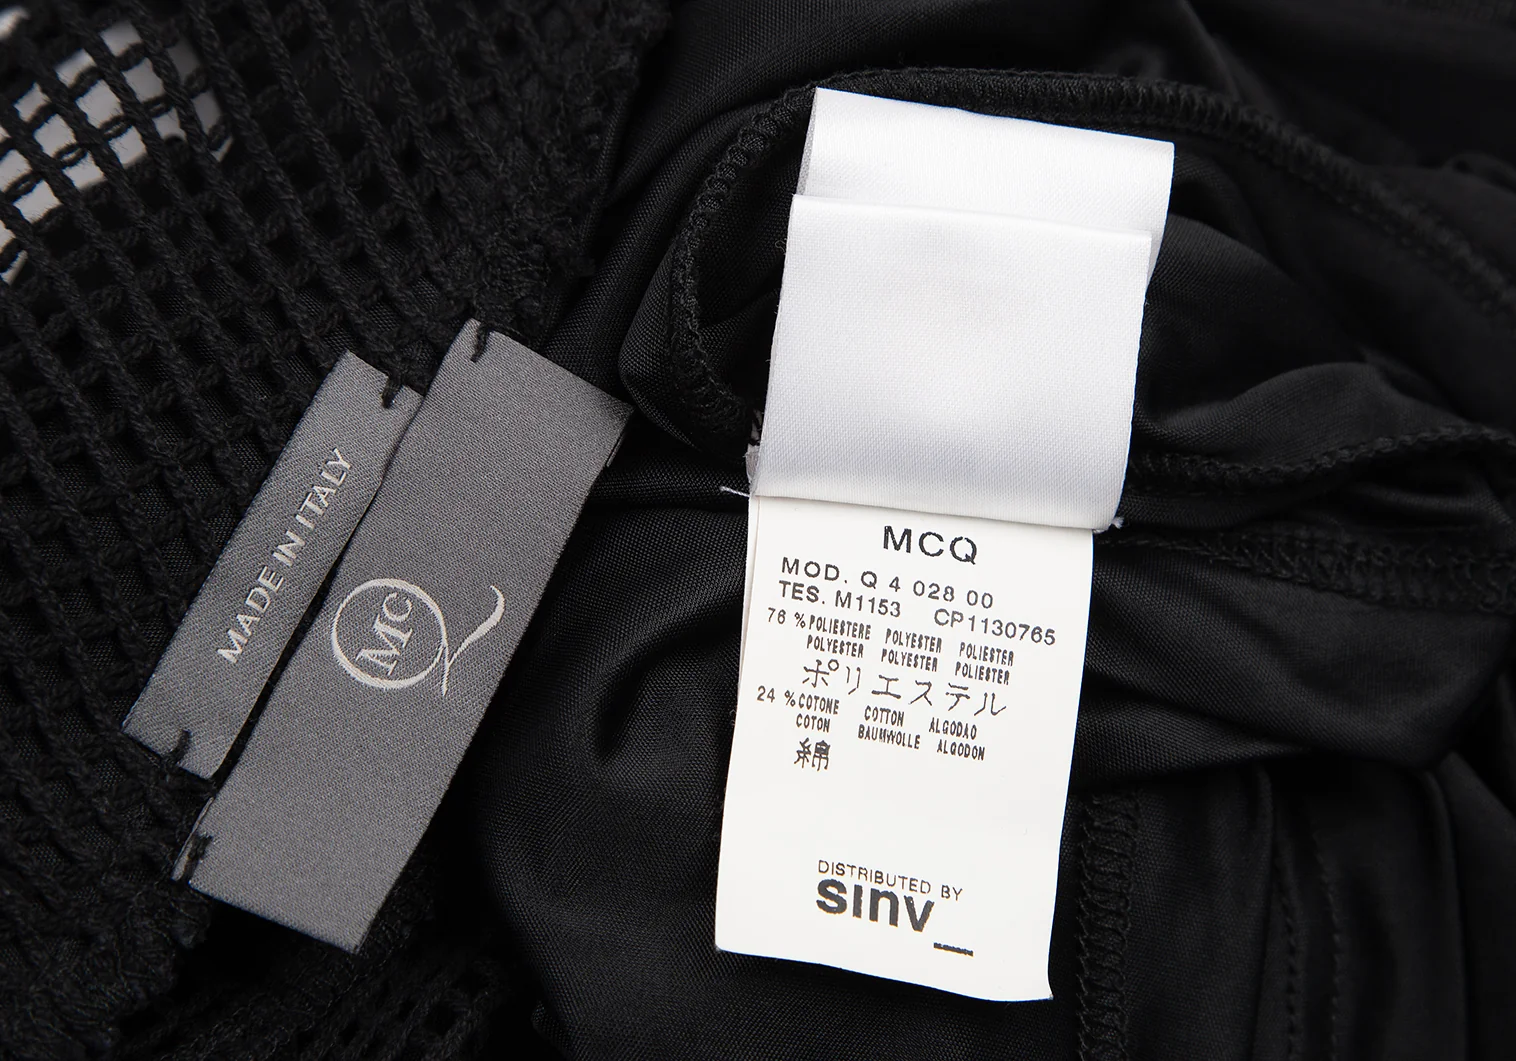 MADE IN ITALY
McQ
MCQ
MOD. Q 4 028 00
TES. M1153 CP1130765
76 % POLIESTERE POLYESTER POLIESTER
POLYESTER POLYESTER POLIESTER
ポリエステル
24 % COTONE COTTON ALGODAO
COTON BAUMWOLLE ALGODON
綿
DISTRIBUTED BY
sinv_